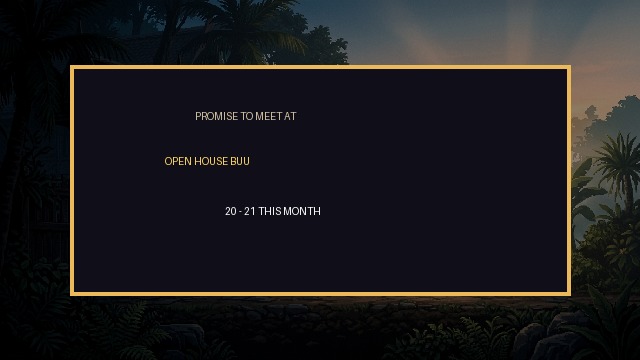 PROMISE TO MEET AT
OPEN HOUSE BUU
20 - 21 THIS MONTH